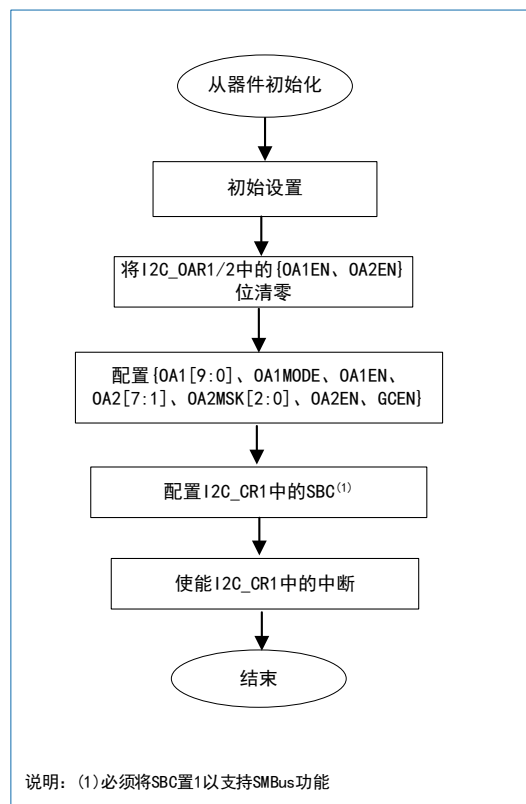 从器件初始化
初始设置
将I2C_OAR1/2中的{OA1EN、OA2EN}
位清零
配置{OA1[9:0]、OA1MODE、OA1EN、
OA2[7:1]、OA2MSK[2:0]、OA2EN、GCEN}
配置I2C_CR1中的SBC(1)
使能I2C_CR1中的中断
结束
说明：(1)必须将SBC置1以支持SMBus功能